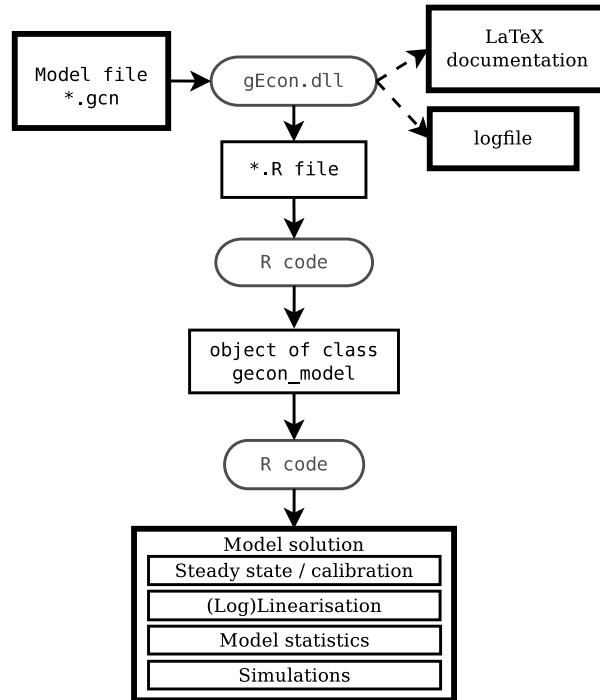 Model file
*.gcn
gEcon.dll
LaTeX
documentation
logfile
*.R file
R code
object of class
gecon_model
R code
Model solution
Steady state / calibration
(Log)Linearisation
Model statistics
Simulations